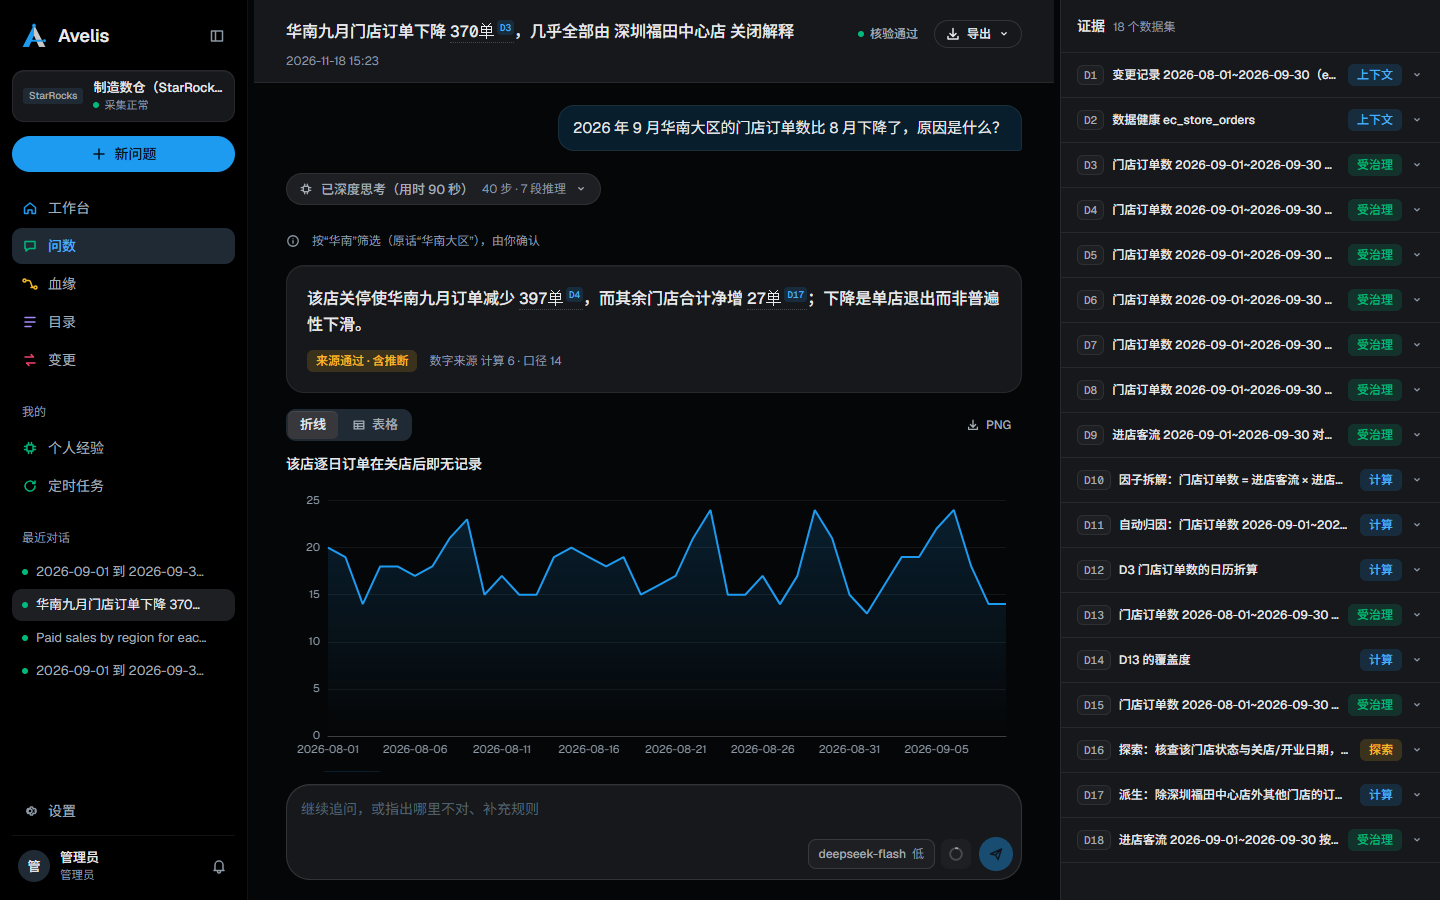 Avelis
StarRocks
制造数仓（StarRock...
采集正常
新问题
工作台
问数
血缘
目录
变更
我的
个人经验
定时任务
最近对话
2026-09-01 到 2026-09-3...
华南九月门店订单下降 370...
Paid sales by region for eac...
2026-09-01 到 2026-09-3...
设置
管
管理员
管理员
华南九月门店订单下降 370单 D3，几乎全部由 深圳福田中心店 关闭解释
2026-11-18 15:23
核验通过
导出
2026 年 9 月华南大区的门店订单数比 8 月下降了，原因是什么？
已深度思考（用时 90 秒） 40 步 · 7 段推理
按“华南”筛选（原话“华南大区”），由你确认
该店关停使华南九月订单减少 397单 D4，而其余门店合计净增 27单 D17；下降是单店退出而非普遍
性下滑。
来源通过 · 含推断 数字来源 计算 6 · 口径 14
折线 表格 PNG
该店逐日订单在关店后即无记录
25
20
15
10
5
0
2026-08-01 2026-08-06 2026-08-11 2026-08-16 2026-08-21 2026-08-26 2026-08-31 2026-09-05
继续追问，或指出哪里不对、补充规则
deepseek-flash 低
证据 18 个数据集
D1 变更记录 2026-08-01~2026-09-30（e... 上下文
D2 数据健康 ec_store_orders 上下文
D3 门店订单数 2026-09-01~2026-09-30 ... 受治理
D4 门店订单数 2026-09-01~2026-09-30 ... 受治理
D5 门店订单数 2026-09-01~2026-09-30 ... 受治理
D6 门店订单数 2026-09-01~2026-09-30 ... 受治理
D7 门店订单数 2026-09-01~2026-09-30 ... 受治理
D8 门店订单数 2026-09-01~2026-09-30 ... 受治理
D9 进店客流 2026-09-01~2026-09-30 对... 受治理
D10 因子拆解：门店订单数 = 进店客流 × 进店... 计算
D11 自动归因：门店订单数 2026-09-01~202... 计算
D12 D3 门店订单数的日历折算 计算
D13 门店订单数 2026-08-01~2026-09-30 ... 受治理
D14 D13 的覆盖度 计算
D15 门店订单数 2026-08-01~2026-09-30 ... 受治理
D16 探索：核查该门店状态与关店/开业日期，... 探索
D17 派生：除深圳福田中心店外其他门店的订... 计算
D18 进店客流 2026-09-01~2026-09-30 按... 受治理